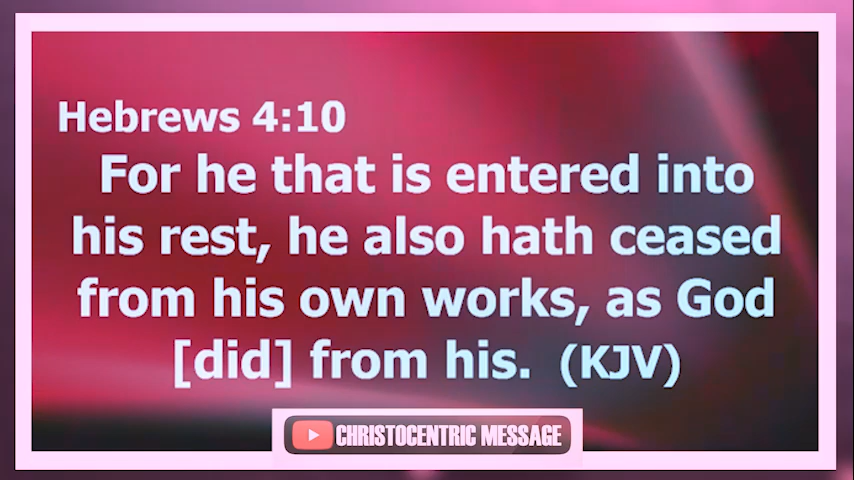 Hebrews 4:10
For he that is entered into
his rest, he also hath ceased
from his own works, as God
[did] from his. (KJV)
CHRISTOCENTRIC MESSAGE